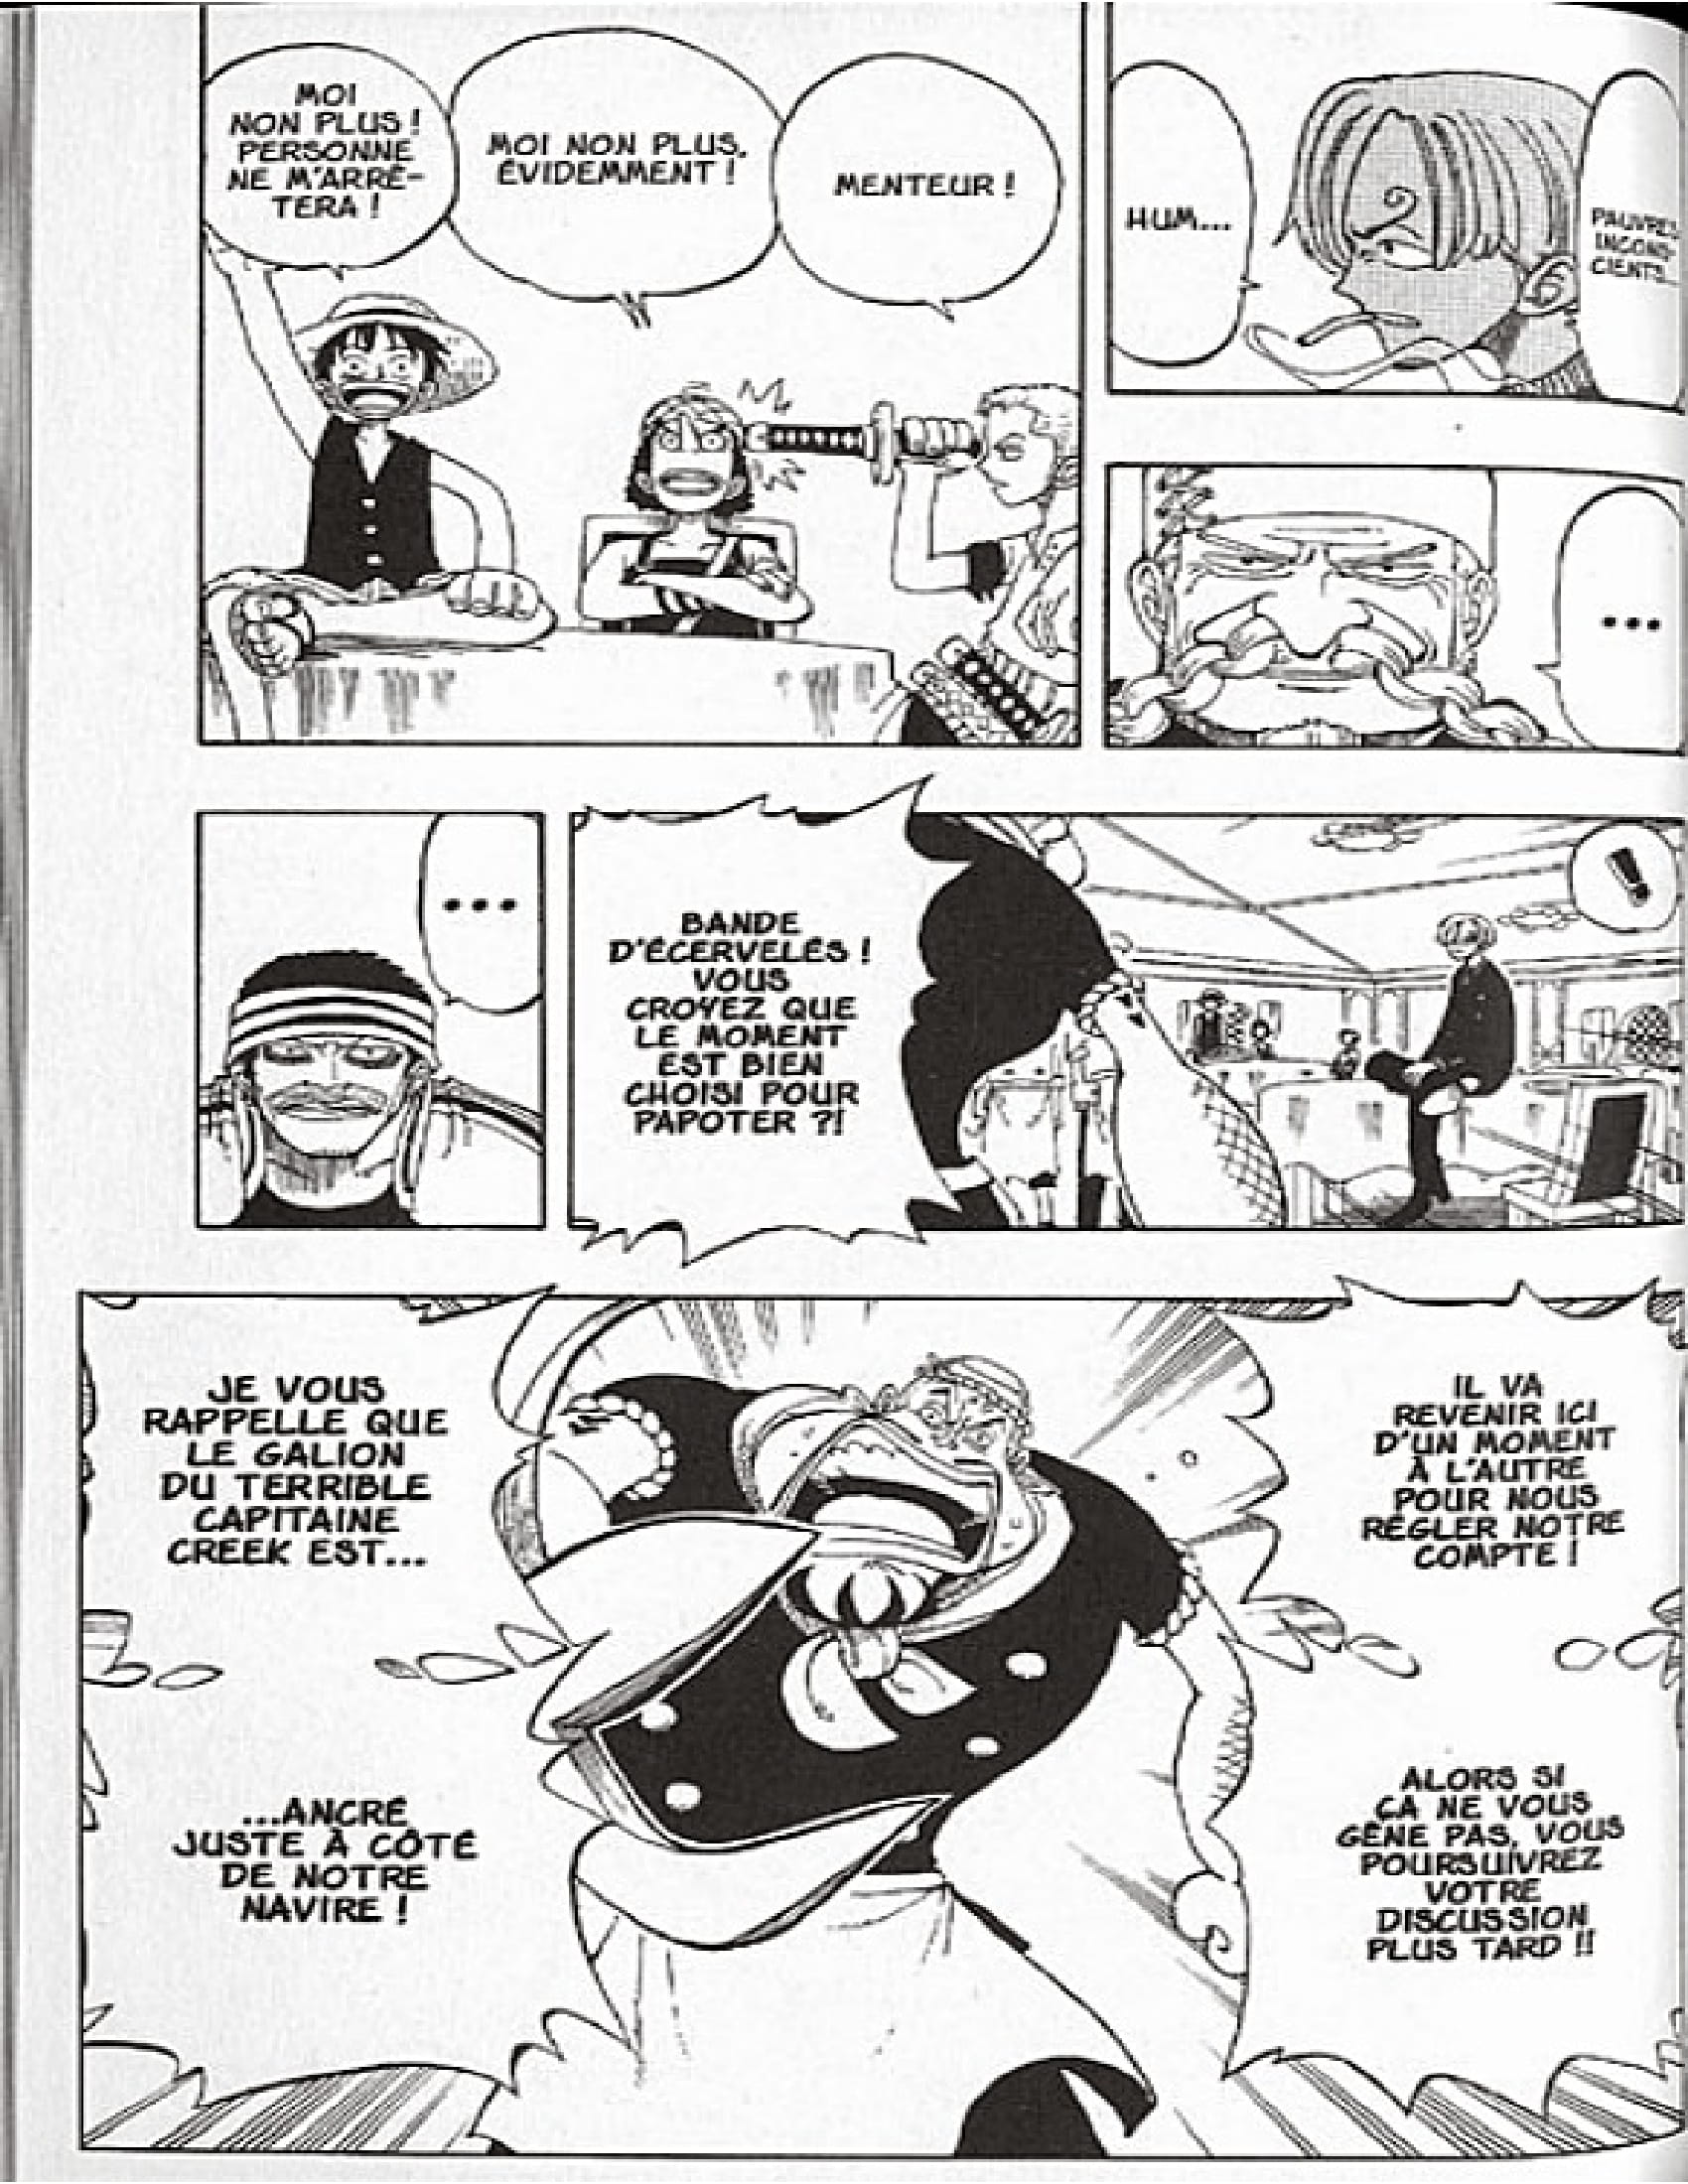 PAUVRES
INCONS-
CIENTS...
HUM...
...
MENTEUR !
MOI NON PLUS,
ÉVIDEMMENT !
MOI
NON PLUS !
PERSONNE
NE M'ARRÊ-
TERA !
!
BANDE
D'ÉCERVELÉS !
VOUS
CROYEZ QUE
LE MOMENT
EST BIEN
CHOISI POUR
PAPOTER ?!
...
IL VA
REVENIR ICI
D'UN MOMENT
À L'AUTRE
POUR NOUS
RÉGLER NOTRE
COMPTE !
ALORS SI
ÇA NE VOUS
GÊNE PAS, VOUS
POURSUIVREZ
VOTRE
DISCUSSION
PLUS TARD !!
JE VOUS
RAPPELLE QUE
LE GALION
DU TERRIBLE
CAPITAINE
CREEK EST...
...ANCRÉ
JUSTE À CÔTÉ
DE NOTRE
NAVIRE !